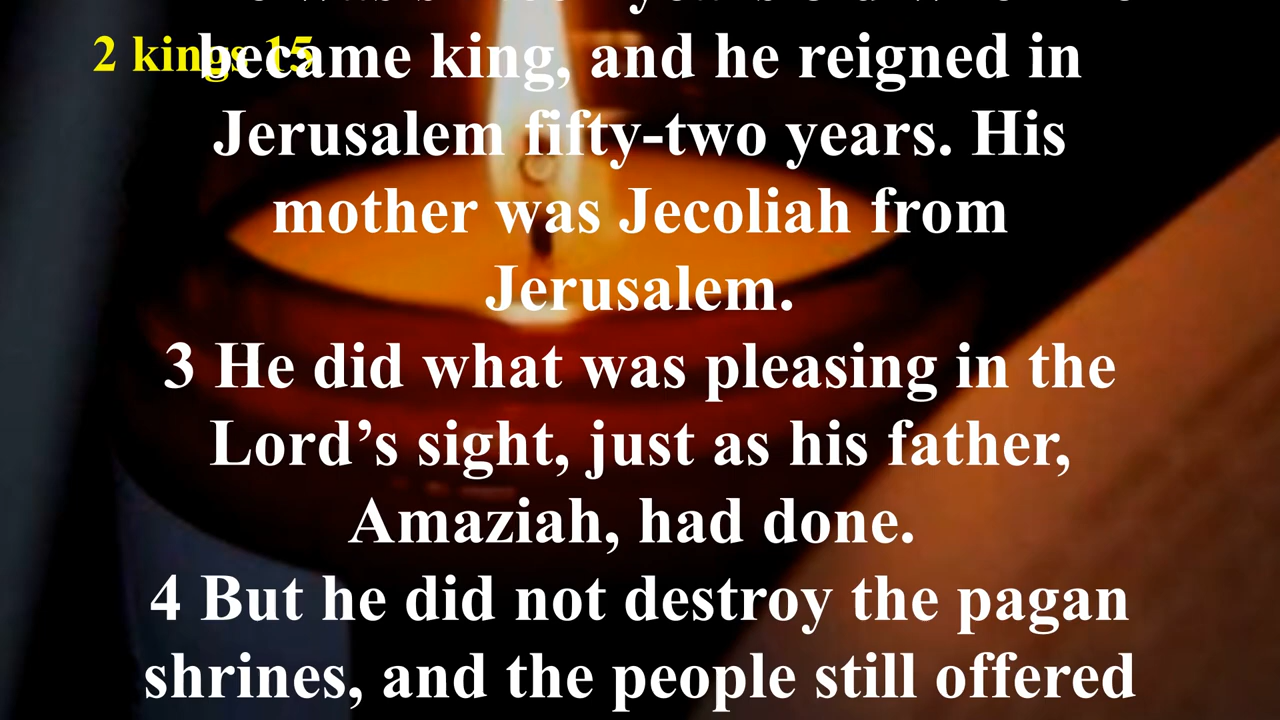 2 kings 15
became king, and he reigned in
Jerusalem fifty-two years. His
mother was Jecoliah from
Jerusalem.
3 He did what was pleasing in the
Lord’s sight, just as his father,
Amaziah, had done.
4 But he did not destroy the pagan
shrines, and the people still offered